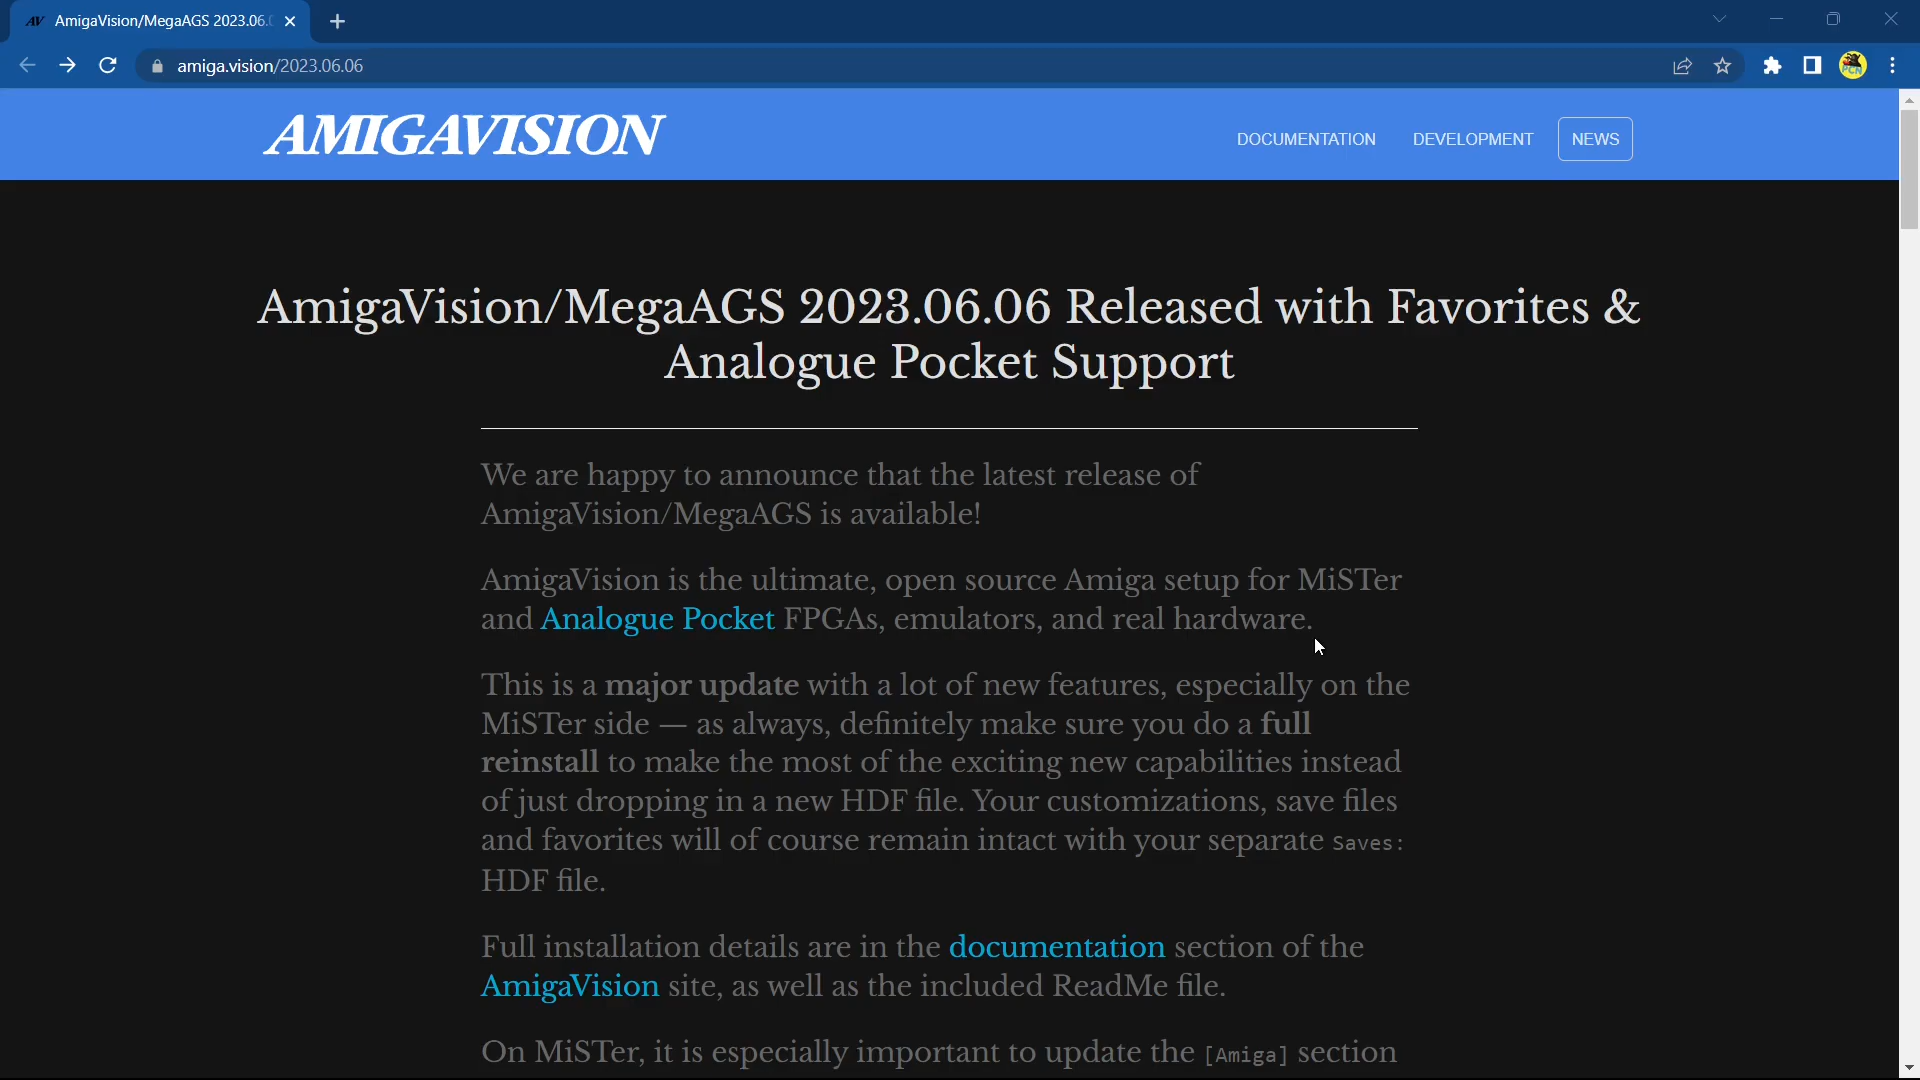 AV AmigaVision/MegaAGS 2023.06.0
amiga.vision/2023.06.06
PCN
AMIGAVISION
DOCUMENTATION DEVELOPMENT NEWS
AmigaVision/MegaAGS 2023.06.06 Released with Favorites &
Analogue Pocket Support
We are happy to announce that the latest release of
AmigaVision/MegaAGS is available!
AmigaVision is the ultimate, open source Amiga setup for MiSTer
and Analogue Pocket FPGAs, emulators, and real hardware.
This is a major update with a lot of new features, especially on the
MiSTer side — as always, definitely make sure you do a full
reinstall to make the most of the exciting new capabilities instead
of just dropping in a new HDF file. Your customizations, save files
and favorites will of course remain intact with your separate Saves:
HDF file.
Full installation details are in the documentation section of the
AmigaVision site, as well as the included ReadMe file.
On MiSTer, it is especially important to update the [Amiga] section